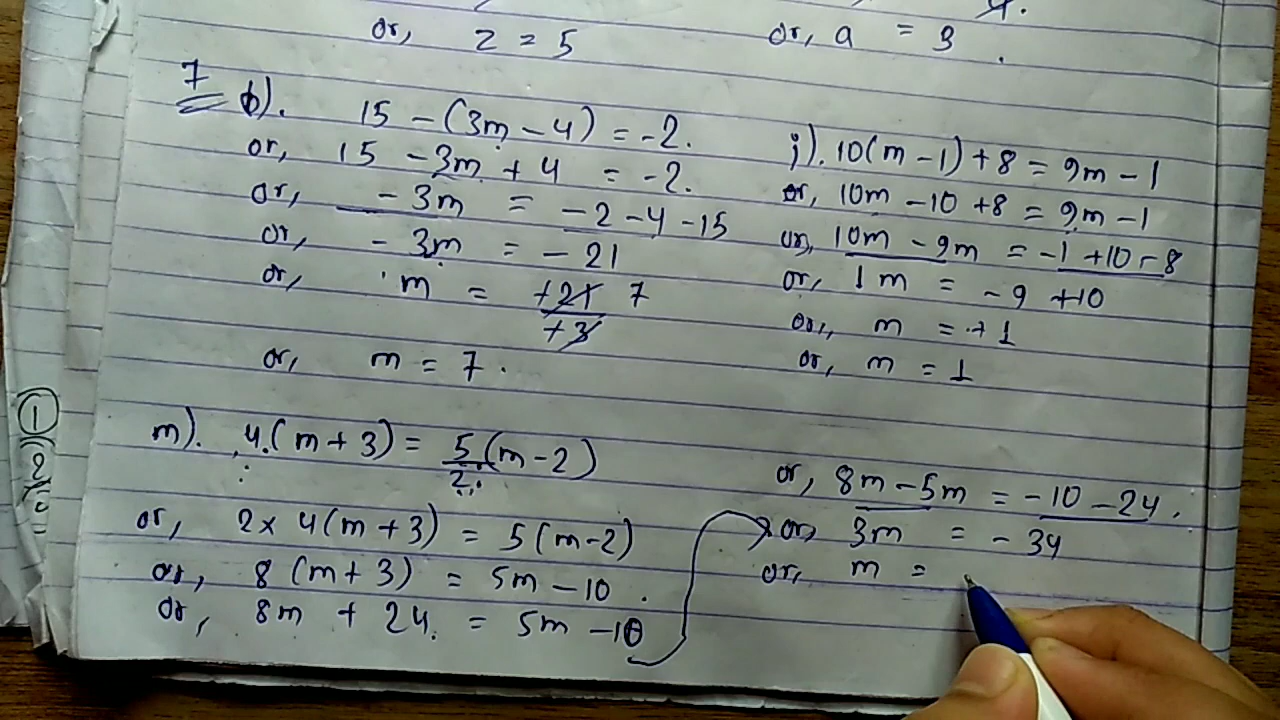 or, z = 5
or, a = 3
7 b). 15 - (3m - 4) = -2.
or, 15 - 3m + 4 = -2.
or, - 3m = -2 - 4 - 15
or, - 3m = - 21
or, m = +21/+3 7
or, m = 7.
j). 10(m - 1) + 8 = 9m - 1
or, 10m - 10 + 8 = 9m - 1
or, 10m - 9m = -1 + 10 - 8
or, 1m = - 9 + 10
or, m = + 1
or, m = 1
m). 4(m + 3) = 5/2 (m - 2)
or, 2 × 4(m + 3) = 5(m - 2)
or, 8 (m + 3) = 5m - 10.
or, 8m + 24 = 5m - 10
or, 8m - 5m = - 10 - 24.
or, 3m = - 34
or, m =
1
2